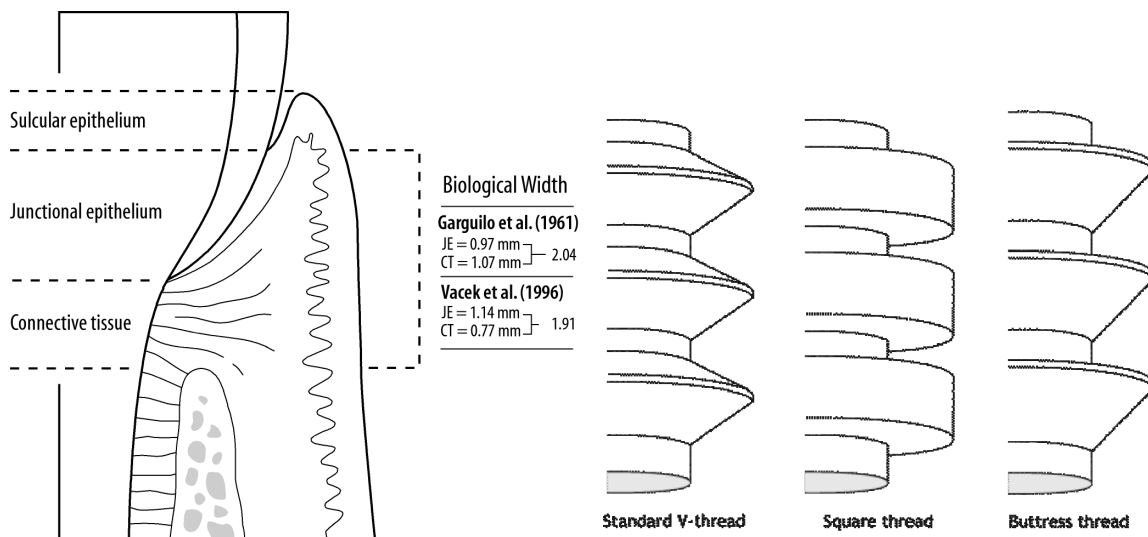 Sulcular epithelium
Junctional epithelium
Connective tissue
Biological Width
Garguilo et al. (1961)
JE = 0.97 mm
CT = 1.07 mm
2.04
Vacek et al. (1996)
JE = 1.14 mm
CT = 0.77 mm
1.91
Standard V-thread
Square thread
Buttress thread